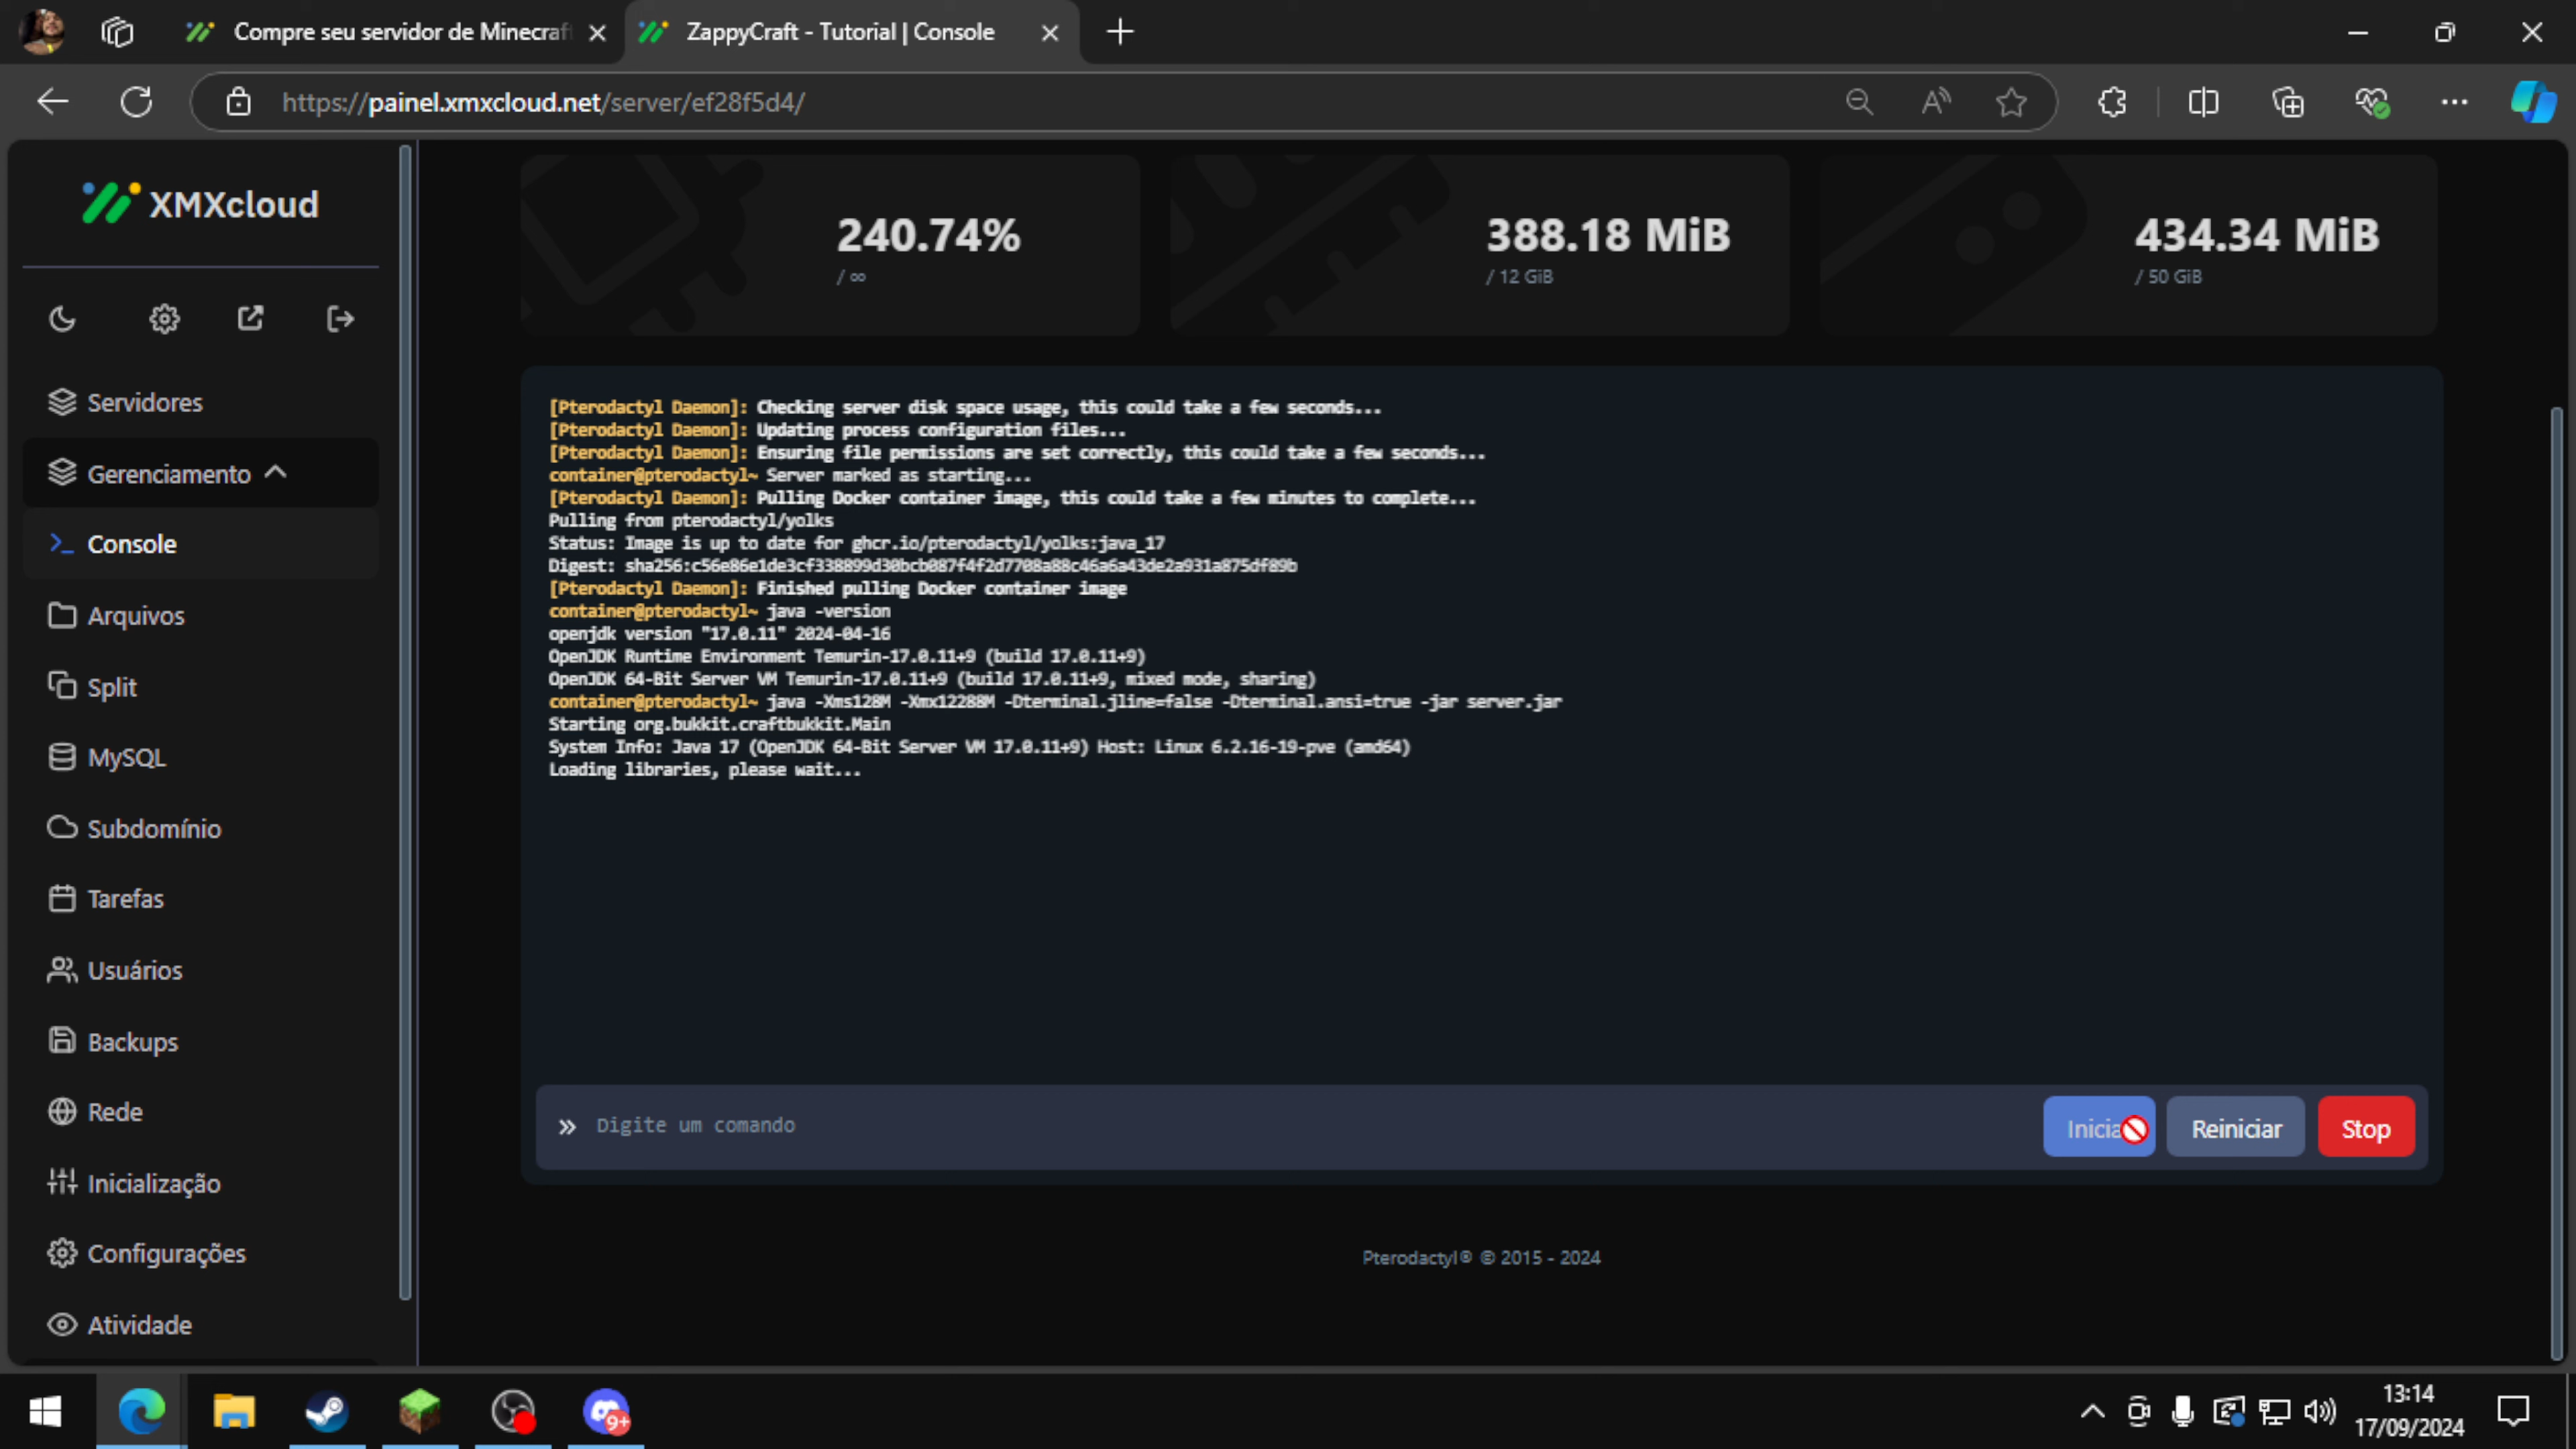 Compre seu servidor de Minecraft
ZappyCraft - Tutorial | Console
https://painel.xmxcloud.net/server/ef28f5d4/
XMXcloud
Servidores
Gerenciamento
Console
Arquivos
Split
MySQL
Subdomínio
Tarefas
Usuários
Backups
Rede
Inicialização
Configurações
Atividade
240.74%
/ ∞
388.18 MiB
/ 12 GiB
434.34 MiB
/ 50 GiB
[Pterodactyl Daemon]: Checking server disk space usage, this could take a few seconds...
[Pterodactyl Daemon]: Updating process configuration files...
[Pterodactyl Daemon]: Ensuring file permissions are set correctly, this could take a few seconds...
container@pterodactyl~ Server marked as starting...
[Pterodactyl Daemon]: Pulling Docker container image, this could take a few minutes to complete...
Pulling from pterodactyl/yolks
Status: Image is up to date for ghcr.io/pterodactyl/yolks:java_17
Digest: sha256:c56e86e1de3cf338899d30bcb087f4f2d7708a88c46a6a43de2a931a875df89b
[Pterodactyl Daemon]: Finished pulling Docker container image
container@pterodactyl~ java -version
openjdk version "17.0.11" 2024-04-16
OpenJDK Runtime Environment Temurin-17.0.11+9 (build 17.0.11+9)
OpenJDK 64-Bit Server VM Temurin-17.0.11+9 (build 17.0.11+9, mixed mode, sharing)
container@pterodactyl~ java -Xms128M -Xmx12288M -Dterminal.jline=false -Dterminal.ansi=true -jar server.jar
Starting org.bukkit.craftbukkit.Main
System Info: Java 17 (OpenJDK 64-Bit Server VM 17.0.11+9) Host: Linux 6.2.16-19-pve (amd64)
Loading libraries, please wait...
» Digite um comando
Inicia
Reiniciar
Stop
Pterodactyl® © 2015 - 2024
9+
13:14
17/09/2024